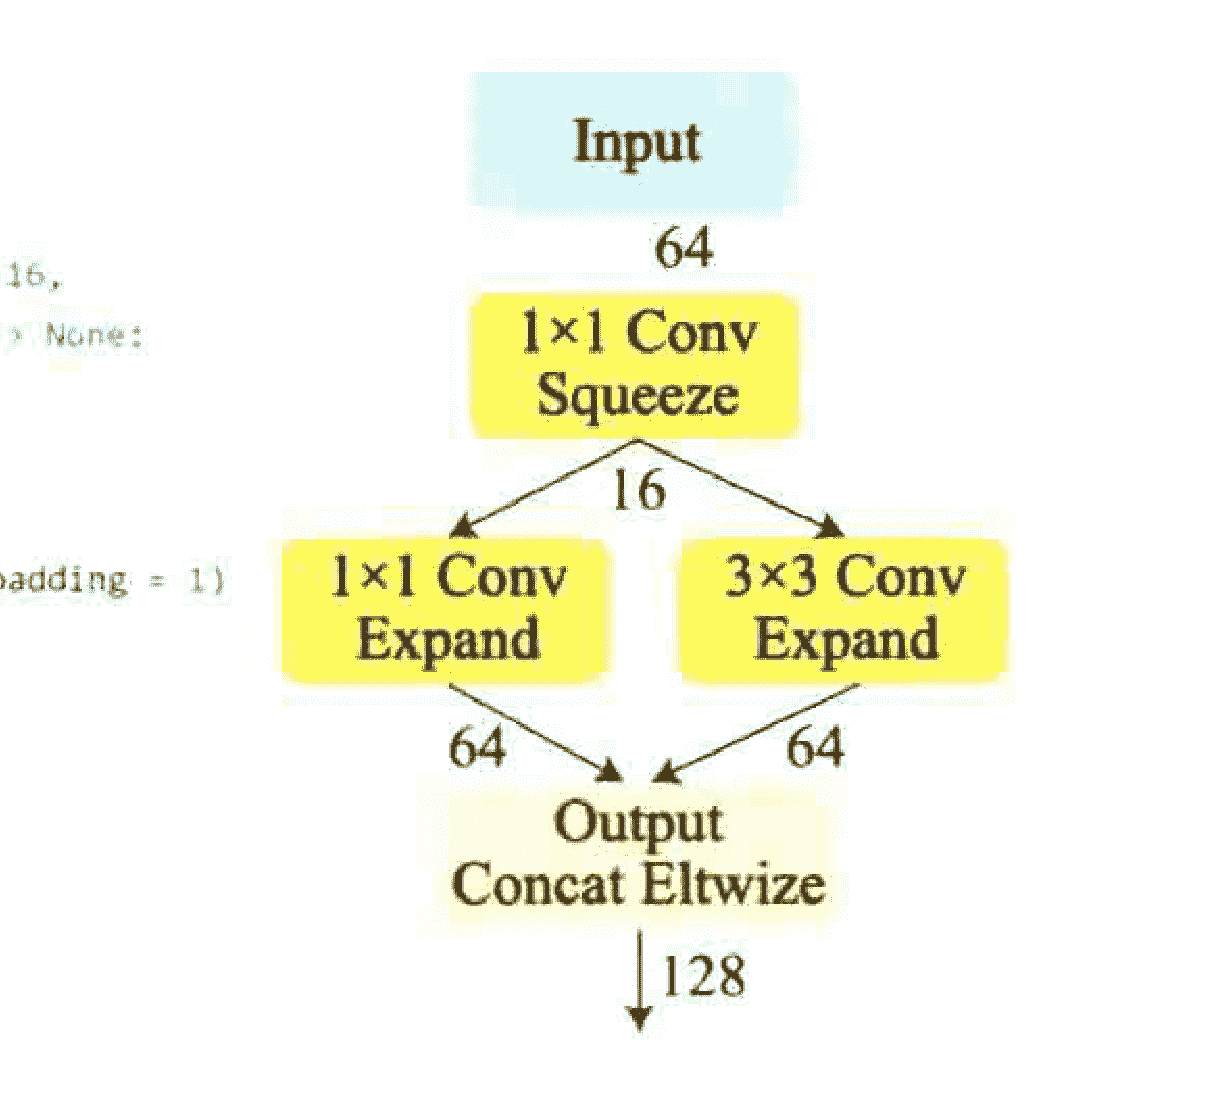 Input
64
16,
> None:
1×1 Conv
Squeeze
16
padding = 1)
1×1 Conv
Expand
3×3 Conv
Expand
64
64
Output
Concat Eltwize
128